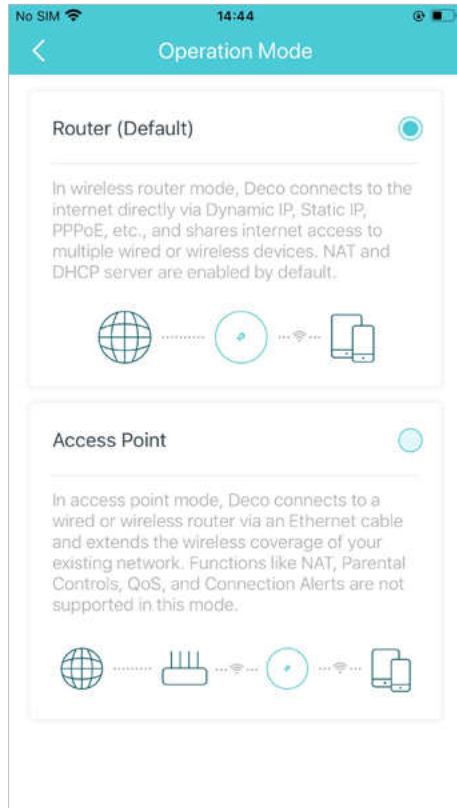 No SIM 14:44
Operation Mode
Router (Default)
In wireless router mode, Deco connects to the
internet directly via Dynamic IP, Static IP,
PPPoE, etc., and shares internet access to
multiple wired or wireless devices. NAT and
DHCP server are enabled by default.
Access Point
In access point mode, Deco connects to a
wired or wireless router via an Ethernet cable
and extends the wireless coverage of your
existing network. Functions like NAT, Parental
Controls, QoS, and Connection Alerts are not
supported in this mode.